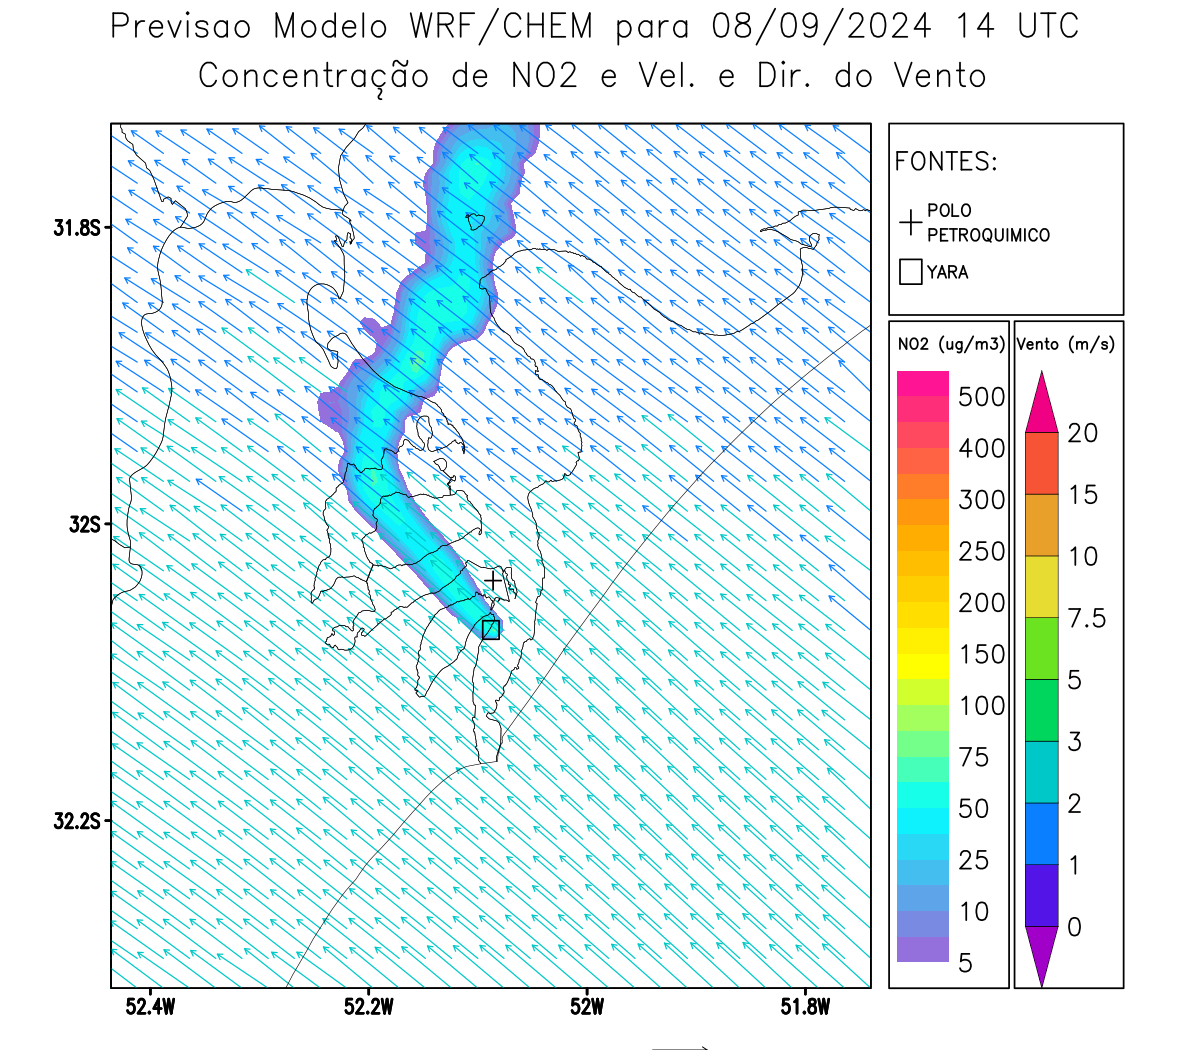 Previsao Modelo WRF/CHEM para 08/09/2024 14 UTC
Concentração de NO2 e Vel. e Dir. do Vento
FONTES:
POLO
PETROQUIMICO
YARA
NO2 (ug/m3)
500
400
300
250
200
150
100
75
50
25
10
5
Vento (m/s)
20
15
10
7.5
5
3
2
1
0
31.8S
32S
32.2S
52.4W 52.2W 52W 51.8W